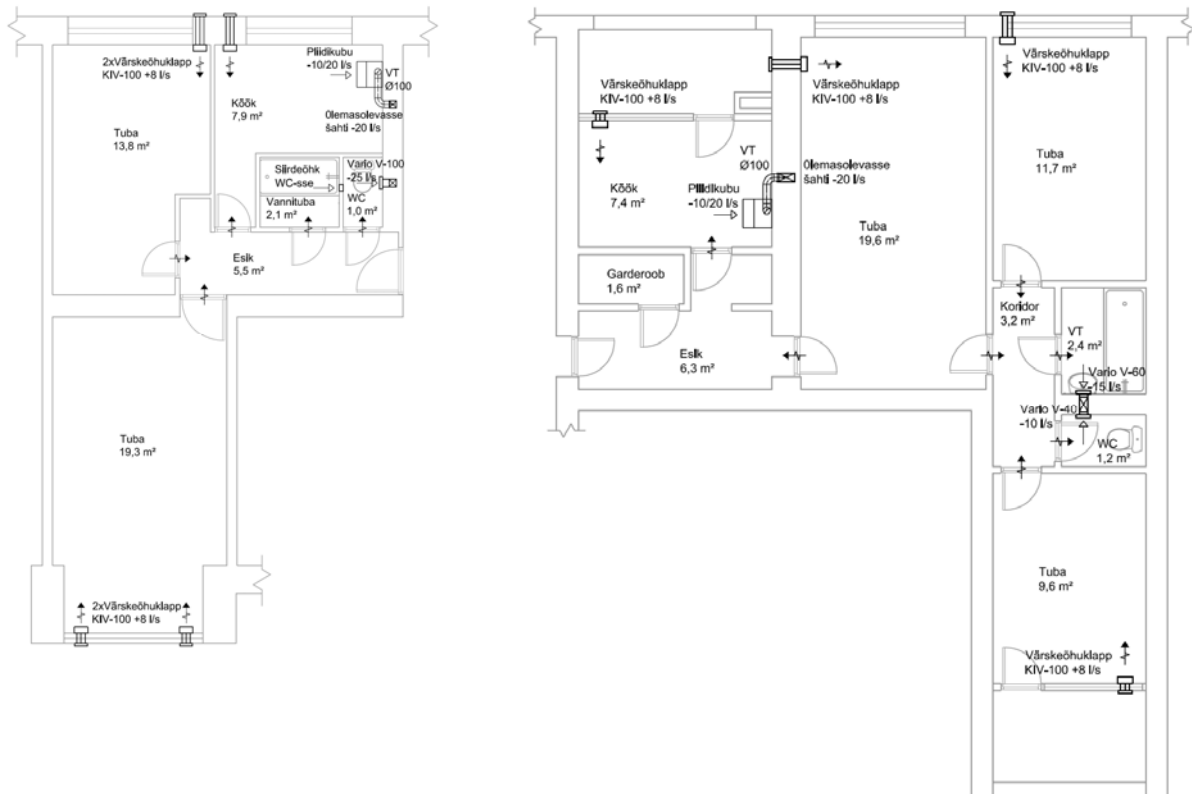 2xVärskeõhuklapp
KIV-100 +8 l/s
Tuba
13,8 m²
Köök
7,9 m²
Pliidikubu
-10/20 l/s
VT
Ø100
Olemasolevasse
šahti -20 l/s
Siirdeõhk
WC-sse
Vario V-100
-25 l/s
WC
1,0 m²
Vannituba
2,1 m²
Esik
5,5 m²
Tuba
19,3 m²
2xVärskeõhuklapp
KIV-100 +8 l/s
Värskeõhuklapp
KIV-100 +8 l/s
Köök
7,4 m²
VT
Ø100
Pliidikubu
-10/20 l/s
Garderoob
1,6 m²
Esik
6,3 m²
Värskeõhuklapp
KIV-100 +8 l/s
Olemasolevasse
šahti -20 l/s
Tuba
19,6 m²
Värskeõhuklapp
KIV-100 +8 l/s
Tuba
11,7 m²
Koridor
3,2 m²
VT
2,4 m²
Vario V-60
-15 l/s
Vario V-40
-10 l/s
WC
1,2 m²
Tuba
9,6 m²
Värskeõhuklapp
KIV-100 +8 l/s